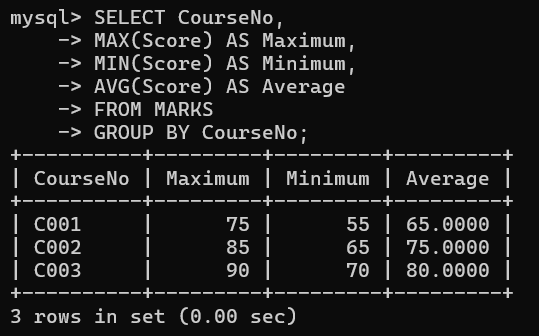 mysql> SELECT CourseNo,
    -> MAX(Score) AS Maximum,
    -> MIN(Score) AS Minimum,
    -> AVG(Score) AS Average
    -> FROM MARKS
    -> GROUP BY CourseNo;
+----------+---------+---------+---------+
| CourseNo | Maximum | Minimum | Average |
+----------+---------+---------+---------+
| C001     |      75 |      55 | 65.0000 |
| C002     |      85 |      65 | 75.0000 |
| C003     |      90 |      70 | 80.0000 |
+----------+---------+---------+---------+
3 rows in set (0.00 sec)